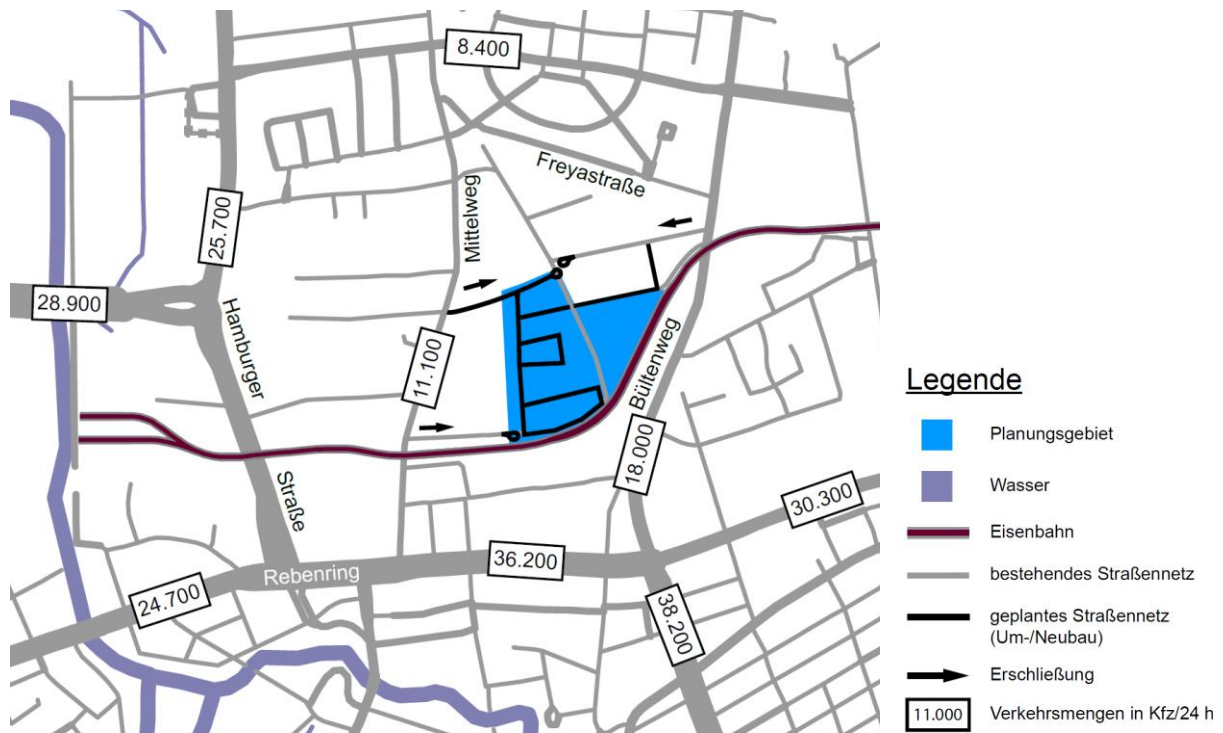 8.400
Freyastraße
Mittelweg
25.700
28.900
Hamburger
Straße
11.100
Bültenweg
18.000
30.300
36.200
Rebenring
24.700
38.200
Legende
Planungsgebiet
Wasser
Eisenbahn
bestehendes Straßennetz
geplantes Straßennetz
(Um-/Neubau)
Erschließung
11.000 Verkehrsmengen in Kfz/24 h